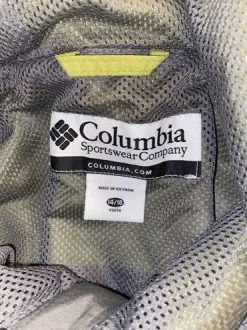 Columbia
Sportswear Company
COLUMBIA.COM
MADE IN VIETNAM
14/16
YOUTH